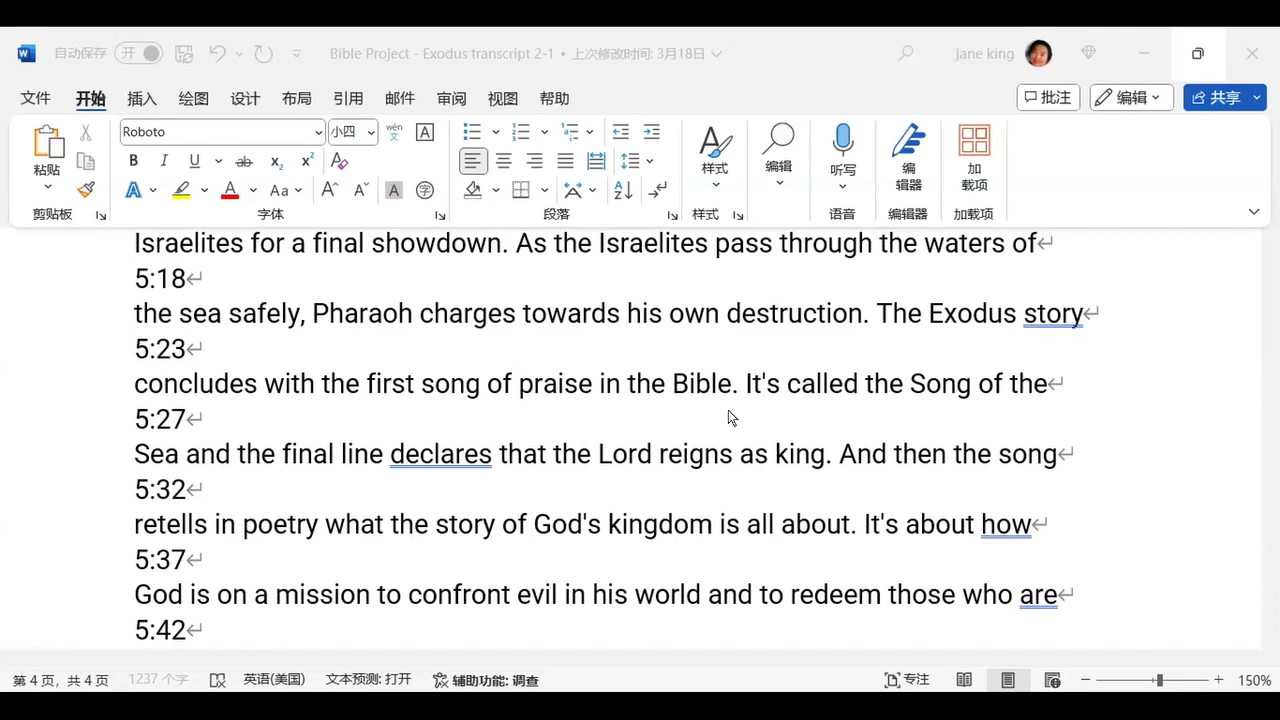 自动保存 开 Bible Project - Exodus transcript 2-1 • 上次修改时间: 3月18日 jane king
文件 开始 插入 绘图 设计 布局 引用 邮件 审阅 视图 帮助 批注 编辑 共享
粘贴
剪贴板
Roboto 小四 wén 文 A
B I U ab x₂ x² A
A A Aa A A A 字
字体
段落
样式
样式
编辑
听写
语音
编辑器
编辑器
加载项
加载项
Israelites for a final showdown. As the Israelites pass through the waters of
5:18
the sea safely, Pharaoh charges towards his own destruction. The Exodus story
5:23
concludes with the first song of praise in the Bible. It's called the Song of the
5:27
Sea and the final line declares that the Lord reigns as king. And then the song
5:32
retells in poetry what the story of God's kingdom is all about. It's about how
5:37
God is on a mission to confront evil in his world and to redeem those who are
5:42
第 4 页，共 4 页 1237 个字 英语(美国) 文本预测: 打开 辅助功能: 调查 专注 150%